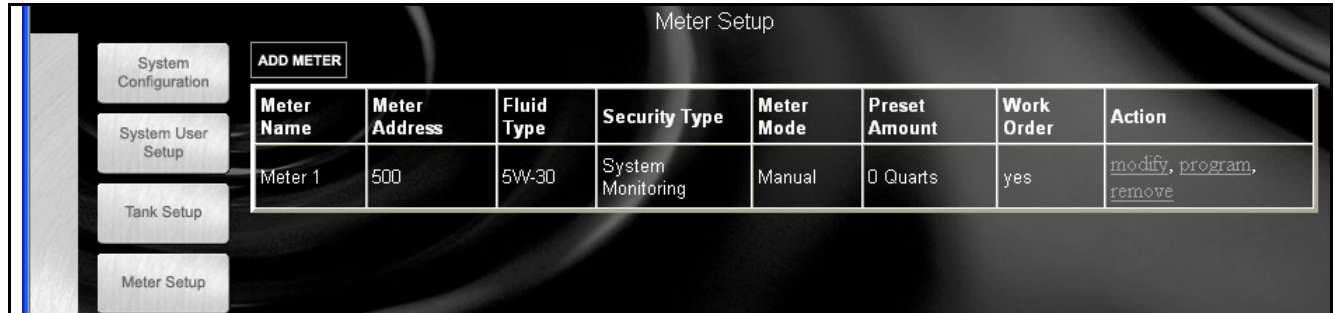 Meter Setup
System
Configuration
System User
Setup
Tank Setup
Meter Setup
ADD METER
Meter Name Meter Address Fluid Type Security Type Meter Mode Preset Amount Work Order Action
Meter 1 500 5W-30 System Monitoring Manual 0 Quarts yes modify, program, remove